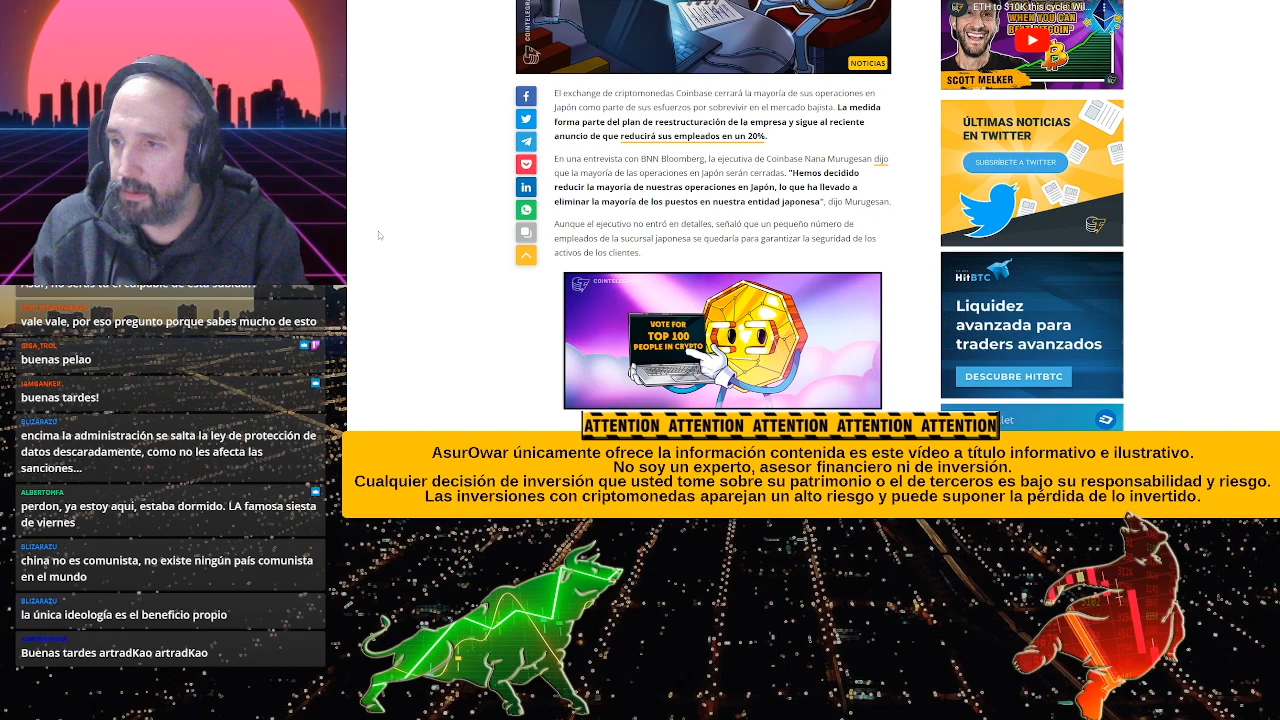 COINTELEGRAPH
NOTICIAS
El exchange de criptomonedas Coinbase cerrará la mayoría de sus operaciones en
Japón como parte de sus esfuerzos por sobrevivir en el mercado bajista. La medida
forma parte del plan de reestructuración de la empresa y sigue al reciente
anuncio de que reducirá sus empleados en un 20%.
En una entrevista con BNN Bloomberg, la ejecutiva de Coinbase Nana Murugesan dijo
que la mayoría de las operaciones en Japón serán cerradas. "Hemos decidido
reducir la mayoría de nuestras operaciones en Japón, lo que ha llevado a
eliminar la mayoría de los puestos en nuestra entidad japonesa", dijo Murugesan.
Aunque el ejecutivo no entró en detalles, señaló que un pequeño número de
empleados de la sucursal japonesa se quedaría para garantizar la seguridad de los
activos de los clientes.
COINTELEGRAPH
VOTE FOR
TOP 100
PEOPLE IN CRYPTO
ETH to $10K this cycle: Wil...
WHEN YOU CAN
SCOTT MELKER
ÚLTIMAS NOTICIAS
EN TWITTER
SUBSRÍBETE A TWITTER
HitBTC
Liquidez
avanzada para
traders avanzados
DESCUBRE HITBTC
ATTENTION ATTENTION ATTENTION ATTENTION ATTENTION
AsurOwar únicamente ofrece la información contenida es este vídeo a título informativo e ilustrativo.
No soy un experto, asesor financiero ni de inversión.
Cualquier decisión de inversión que usted tome sobre su patrimonio o el de terceros es bajo su responsabilidad y riesgo.
Las inversiones con criptomonedas aparejan un alto riesgo y puede suponer la pérdida de lo invertido.
vale vale, por eso pregunto porque sabes mucho de esto
GIGA_TROL
buenas pelao
IAMGANKER_
buenas tardes!
BLIZARAZU
encima la administración se salta la ley de protección de
datos descaradamente, como no les afecta las
sanciones...
ALBERTOHFA
perdon, ya estoy aqui, estaba dormido. LA famosa siesta
de viernes
BLIZARAZU
china no es comunista, no existe ningún país comunista
en el mundo
BLIZARAZU
la única ideología es el beneficio propio
Buenas tardes artradKao artradKao